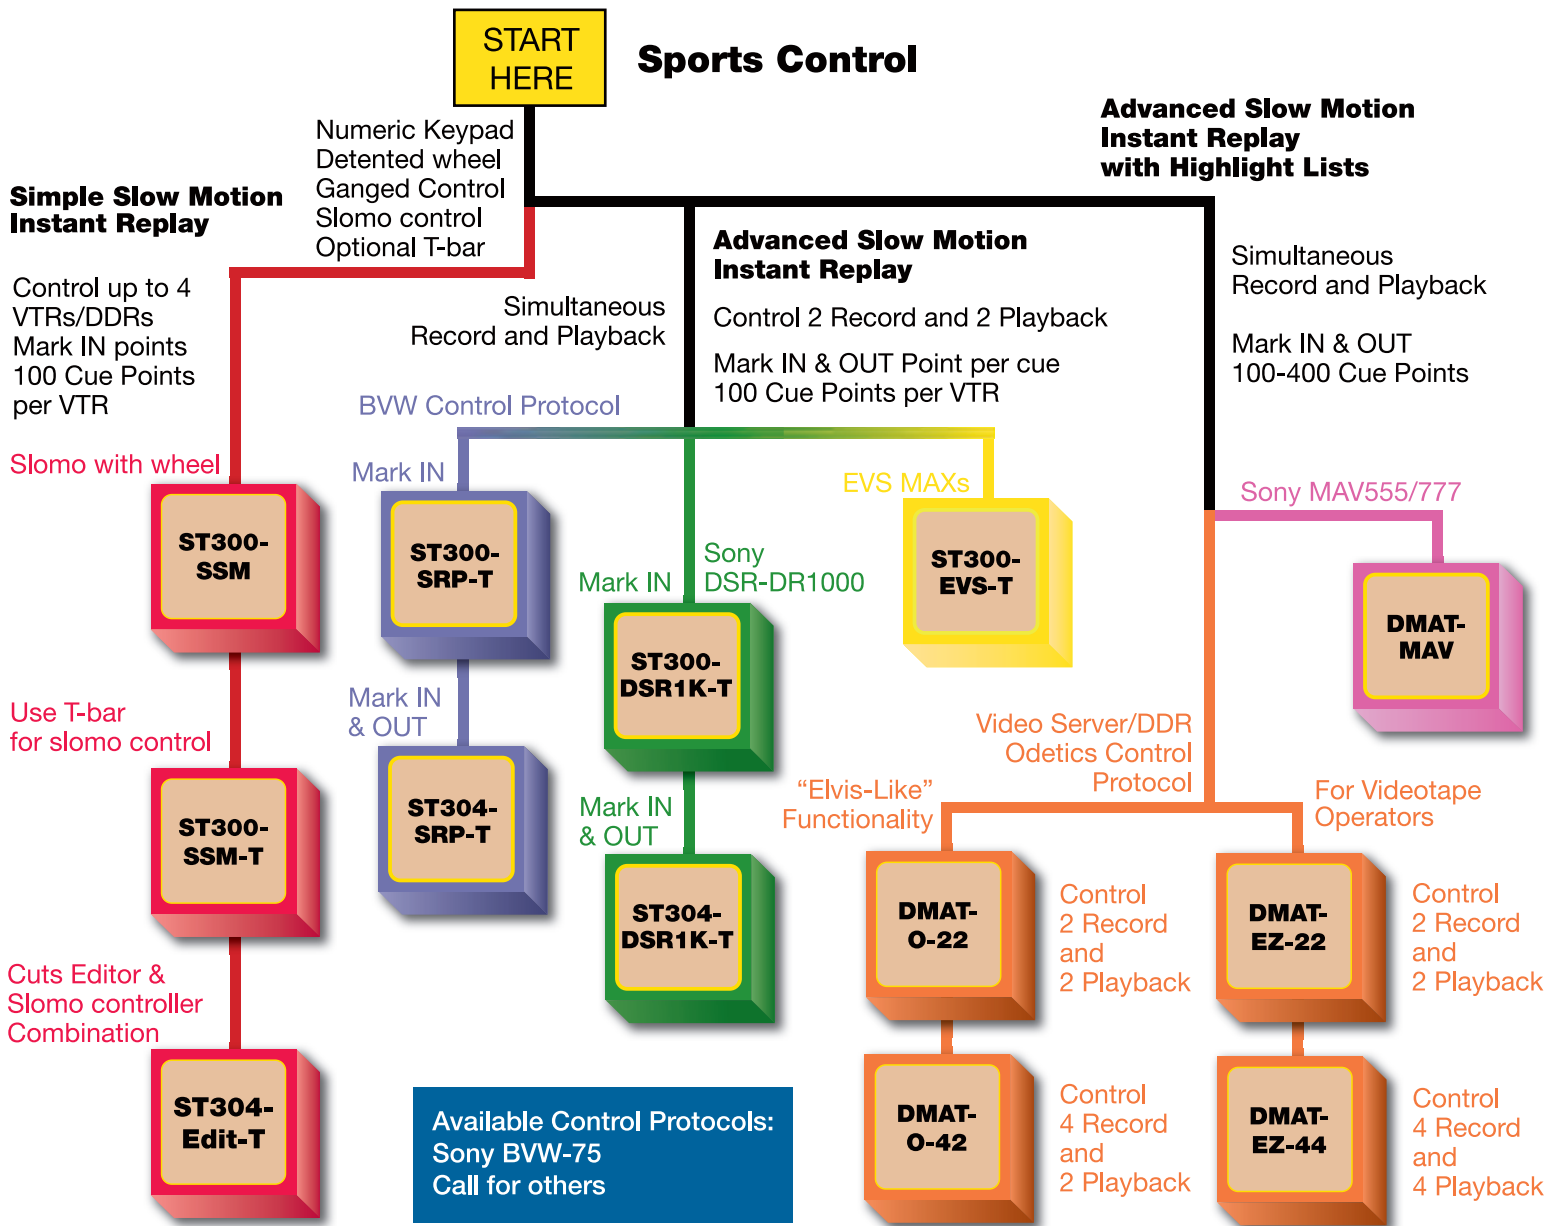 START
HERE
Sports Control
Numeric Keypad
Detented wheel
Ganged Control
Slomo control
Optional T-bar
Simple Slow Motion
Instant Replay
Control up to 4
VTRs/DDRs
Mark IN points
100 Cue Points
per VTR
Slomo with wheel
ST300-
SSM
Use T-bar
for slomo control
ST300-
SSM-T
Cuts Editor &
Slomo controller
Combination
ST304-
Edit-T
Simultaneous
Record and Playback
Advanced Slow Motion
Instant Replay
Control 2 Record and 2 Playback
Mark IN & OUT Point per cue
100 Cue Points per VTR
BVW Control Protocol
Mark IN
ST300-
SRP-T
Mark IN
& OUT
ST304-
SRP-T
Mark IN
Sony
DSR-DR1000
ST300-
DSR1K-T
Mark IN
& OUT
ST304-
DSR1K-T
EVS MAXs
ST300-
EVS-T
Advanced Slow Motion
Instant Replay
with Highlight Lists
Simultaneous
Record and Playback
Mark IN & OUT
100-400 Cue Points
Sony MAV555/777
DMAT-
MAV
Video Server/DDR
Odetics Control
Protocol
“Elvis-Like”
Functionality
DMAT-
O-22
Control
2 Record
and
2 Playback
DMAT-
O-42
Control
4 Record
and
2 Playback
For Videotape
Operators
DMAT-
EZ-22
Control
2 Record
and
2 Playback
DMAT-
EZ-44
Control
4 Record
and
4 Playback
Available Control Protocols:
Sony BVW-75
Call for others